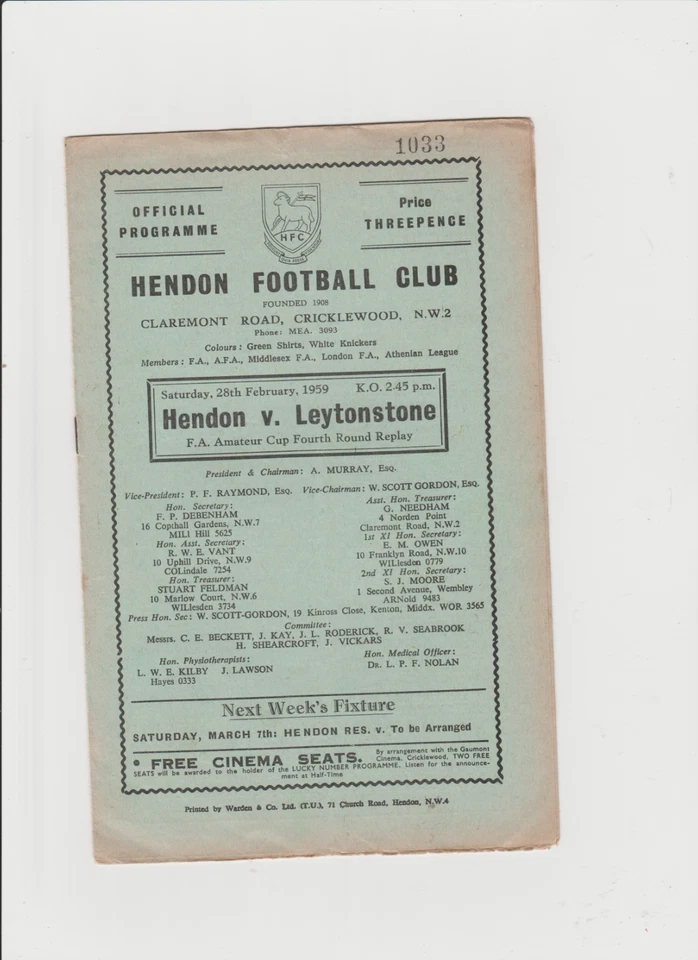 1033
OFFICIAL PROGRAMME
HFC
Price THREEPENCE
HENDON FOOTBALL CLUB
FOUNDED 1908
CLAREMONT ROAD, CRICKLEWOOD, N.W.2
Phone: MEA. 3093
Colours: Green Shirts, White Knickers
Members: F.A., A.F.A., Middlesex F.A., London F.A., Athenian League
Saturday, 28th February, 1959 K.O. 2.45 p.m.
Hendon v. Leytonstone
F.A. Amateur Cup Fourth Round Replay
President & Chairman: A. MURRAY, Esq.
Vice-President: P. F. RAYMOND, Esq. Vice-Chairman: W. SCOTT GORDON, Esq.
Hon. Secretary:
F. P. DEBENHAM
16 Copthall Gardens, N.W.7
MILl Hill 5625
Hon. Asst. Secretary:
R. W. E. VANT
10 Uphill Drive, N.W.9
COLindale 7254
Hon. Treasurer:
STUART FELDMAN
10 Marlow Court, N.W.6
WILlesden 3734
Asst. Hon. Treasurer:
G. NEEDHAM
4 Norden Point
Claremont Road, N.W.2
1st XI Hon. Secretary:
E. M. OWEN
10 Franklyn Road, N.W.10
WILlesden 0779
2nd XI Hon. Secretary:
S. J. MOORE
1 Second Avenue, Wembley
ARNold 9483
Press Hon. Sec: W. SCOTT-GORDON, 19 Kinross Close, Kenton, Middx. WOR 3565
Committee:
Messrs. C. E. BECKETT, J. KAY, J. L. RODERICK, R. V. SEABROOK
H. SHEARCROFT, J. VICKARS
Hon. Physiotherapists:
L. W. E. KILBY J. LAWSON
Hayes 0333
Hon. Medical Officer:
DR. L. P. F. NOLAN
Next Week's Fixture
SATURDAY, MARCH 7th: HENDON RES. v. To be Arranged
* FREE CINEMA SEATS. By arrangement with the Gaumont Cinema, Cricklewood, TWO FREE
SEATS will be awarded to the holder of the LUCKY NUMBER PROGRAMME. Listen for the announce-
ment at Half-Time
Printed by Warden & Co. Ltd. (T.U.), 71 Church Road, Hendon, N.W.4